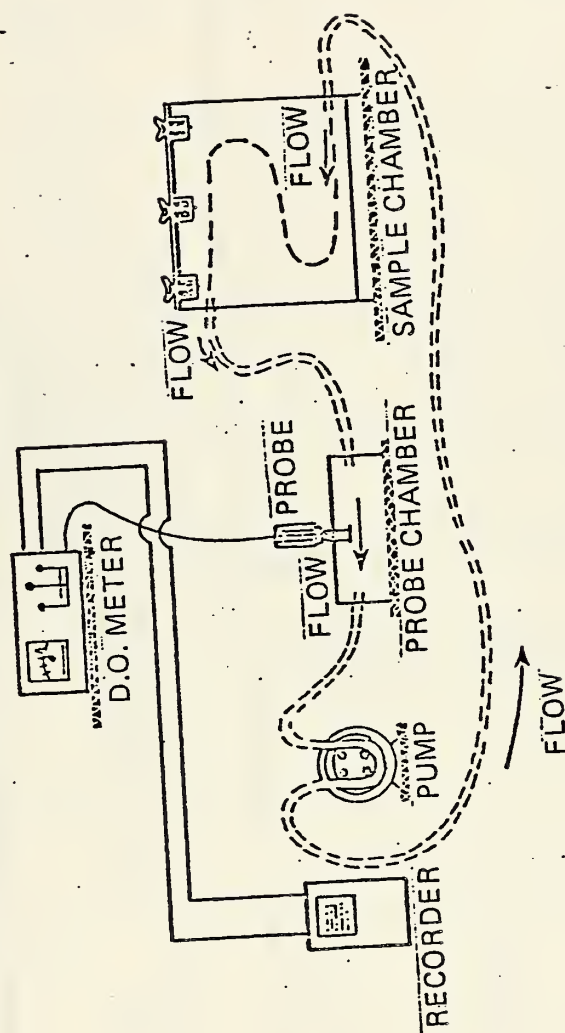 D.O. METER
FLOW
PROBE
FLOW
FLOW
SAMPLE CHAMBER
PROBE CHAMBER
PUMP
RECORDER
FLOW